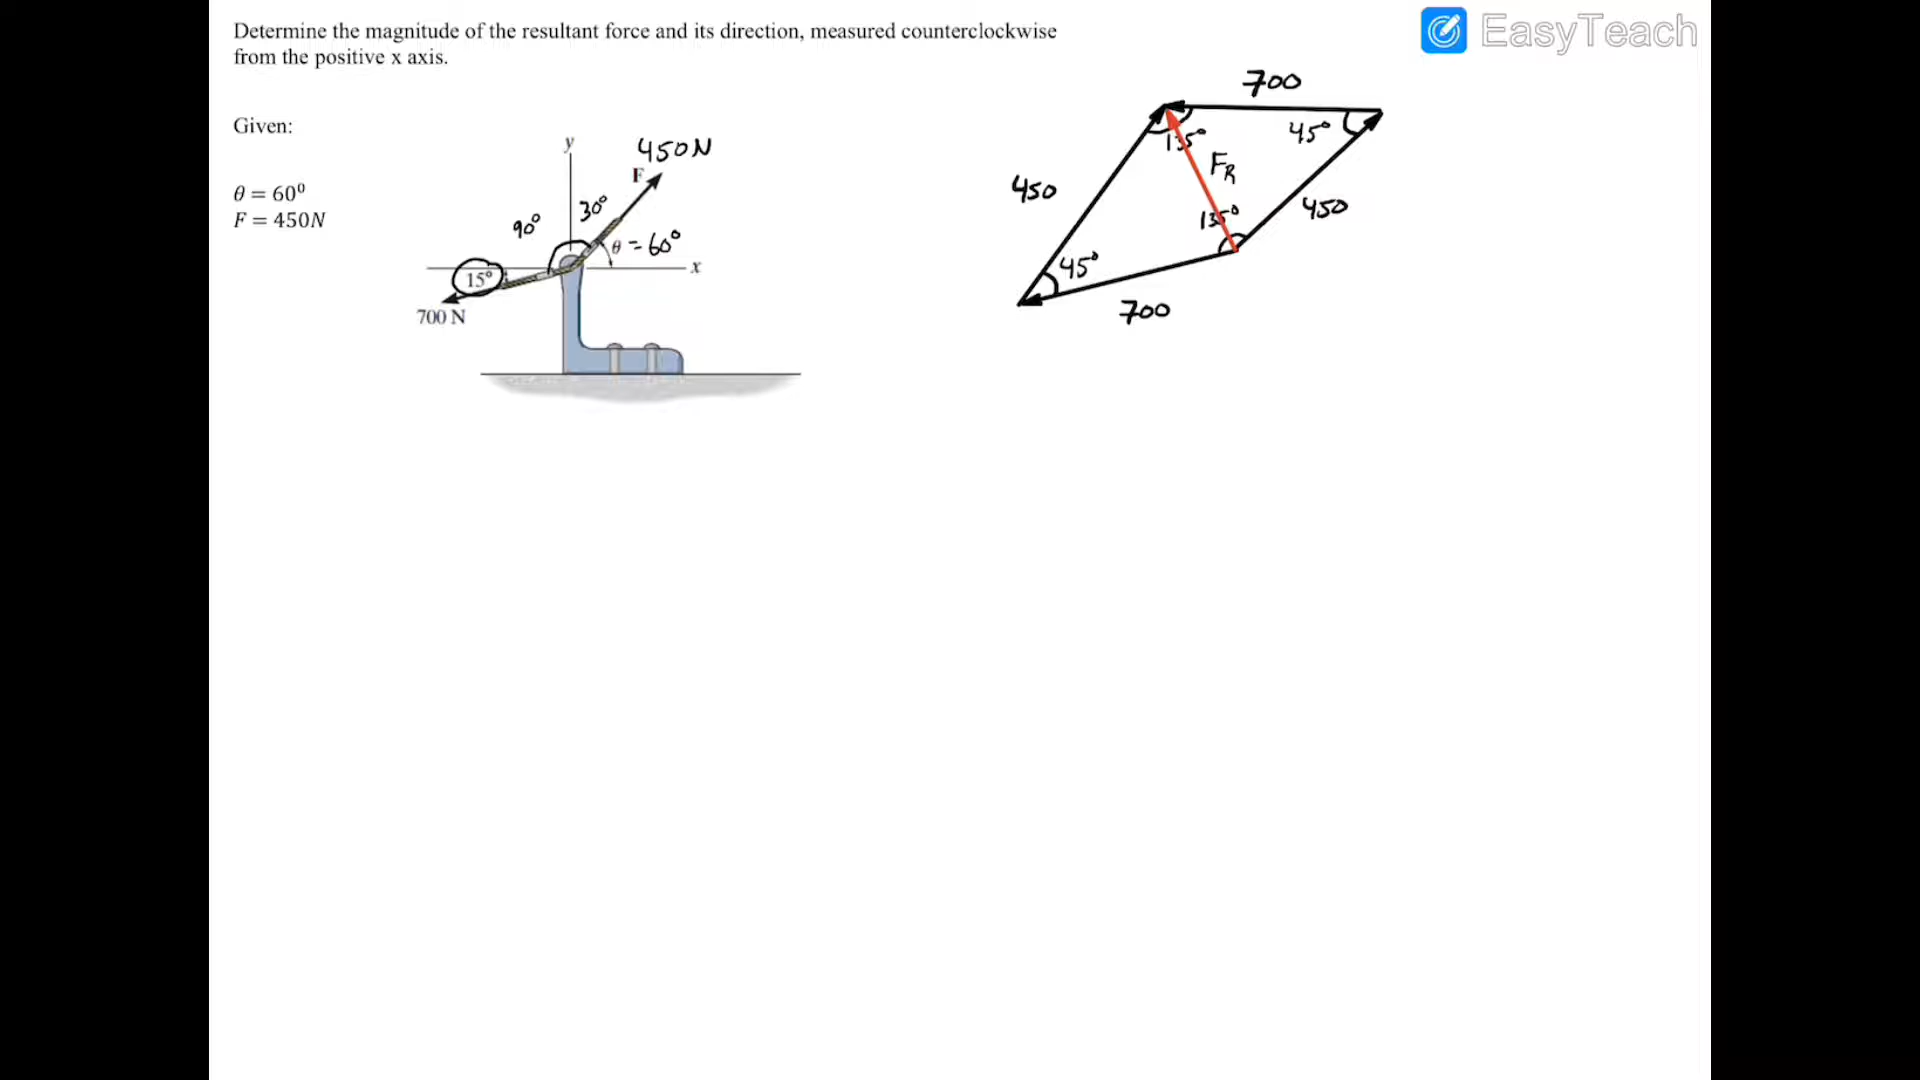 Determine the magnitude of the resultant force and its direction, measured counterclockwise
from the positive x axis.
EasyTeach
Given:
θ = 60⁰
F = 450N
y
450N
F
30°
90°
θ = 60°
x
15°
700 N
700
45°
135°
F_R
450
135°
450
45°
700